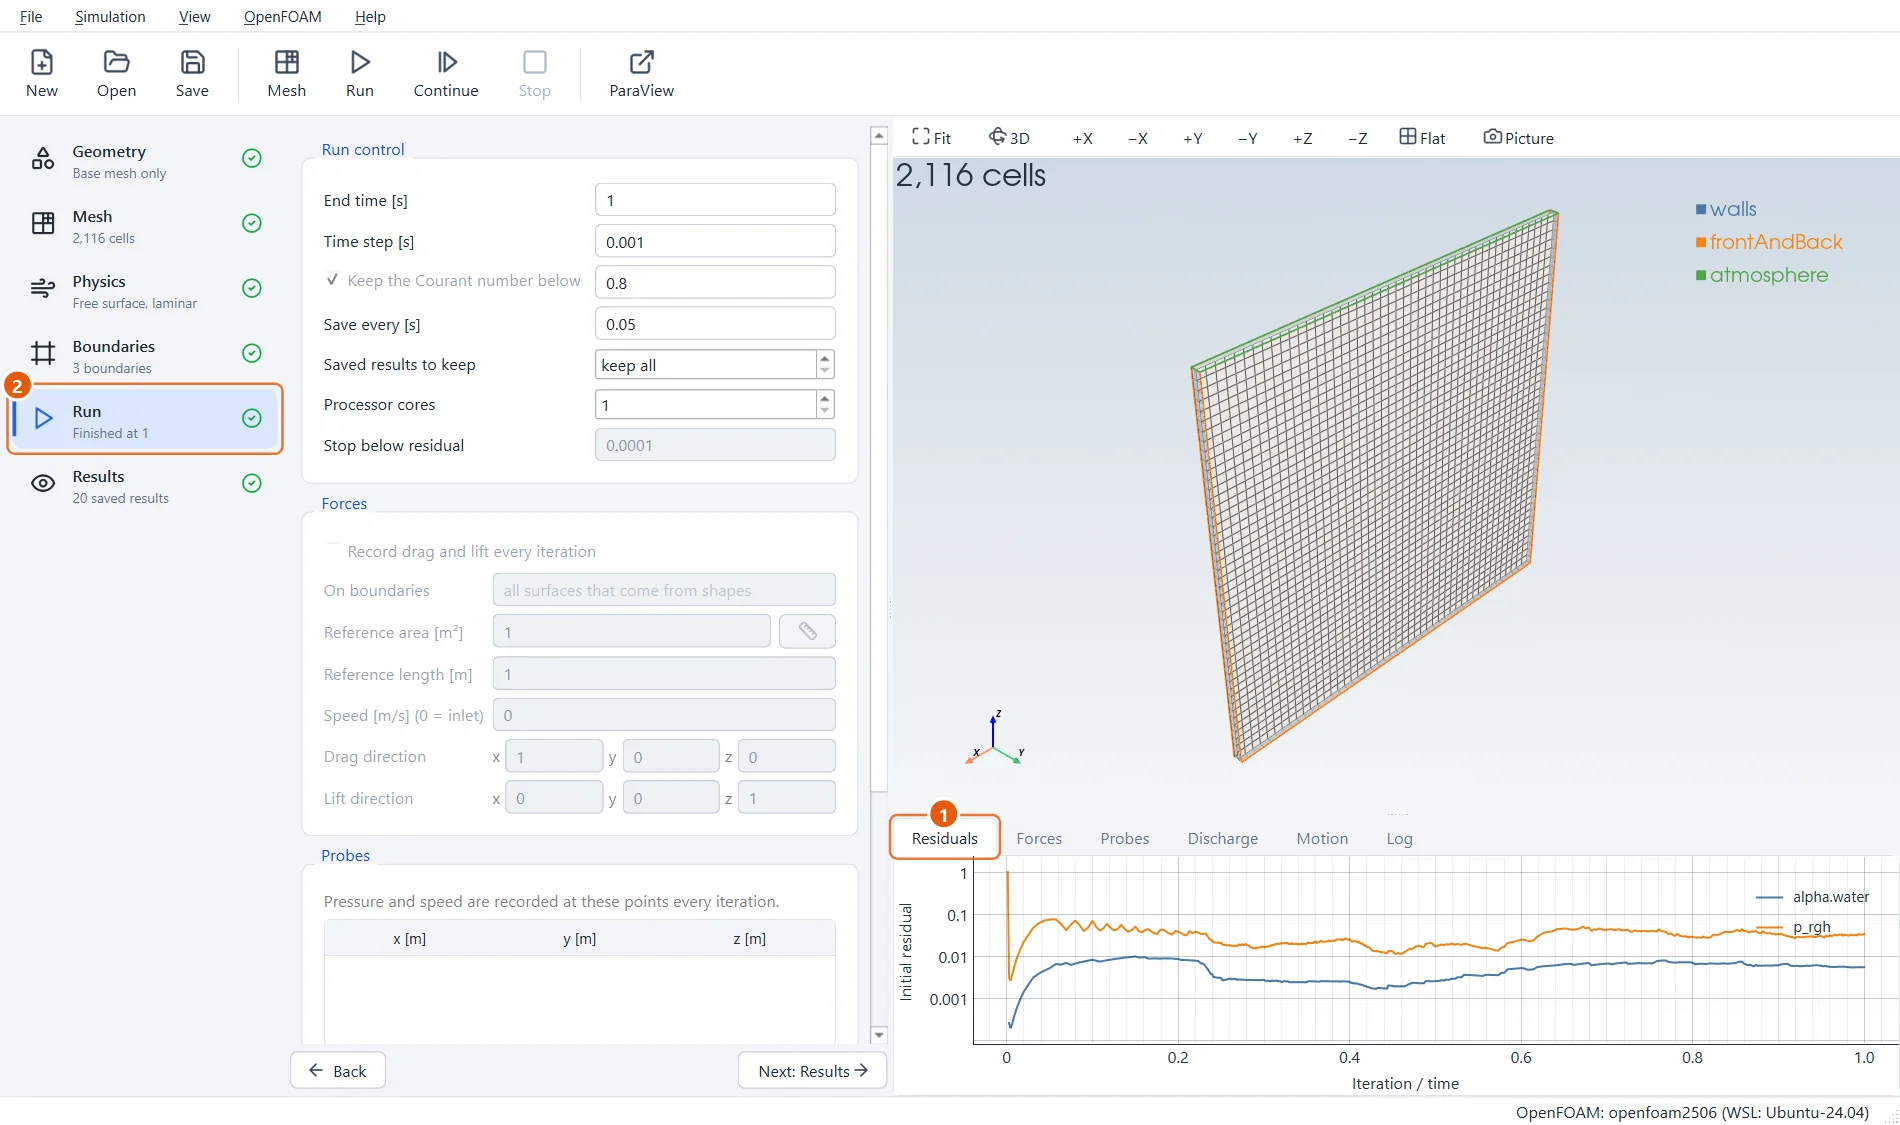 File Simulation View OpenFOAM Help
New Open Save Mesh Run Continue Stop ParaView
Geometry
Base mesh only
Mesh
2,116 cells
Physics
Free surface, laminar
Boundaries
3 boundaries
2
Run
Finished at 1
Results
20 saved results
Run control
End time [s] 1
Time step [s] 0.001
Keep the Courant number below 0.8
Save every [s] 0.05
Saved results to keep keep all
Processor cores 1
Stop below residual 0.0001
Forces
Record drag and lift every iteration
On boundaries all surfaces that come from shapes
Reference area [m²] 1
Reference length [m] 1
Speed [m/s] (0 = inlet) 0
Drag direction x 1 y 0 z 0
Lift direction x 0 y 0 z 1
Probes
Pressure and speed are recorded at these points every iteration.
x [m] y [m] z [m]
Back Next: Results
Fit 3D +X −X +Y −Y +Z −Z Flat Picture
2,116 cells
walls
frontAndBack
atmosphere
Z
X Y
1
Residuals Forces Probes Discharge Motion Log
Initial residual
1
0.1
0.01
0.001
alpha.water
p_rgh
0 0.2 0.4 0.6 0.8 1.0
Iteration / time
OpenFOAM: openfoam2506 (WSL: Ubuntu-24.04)